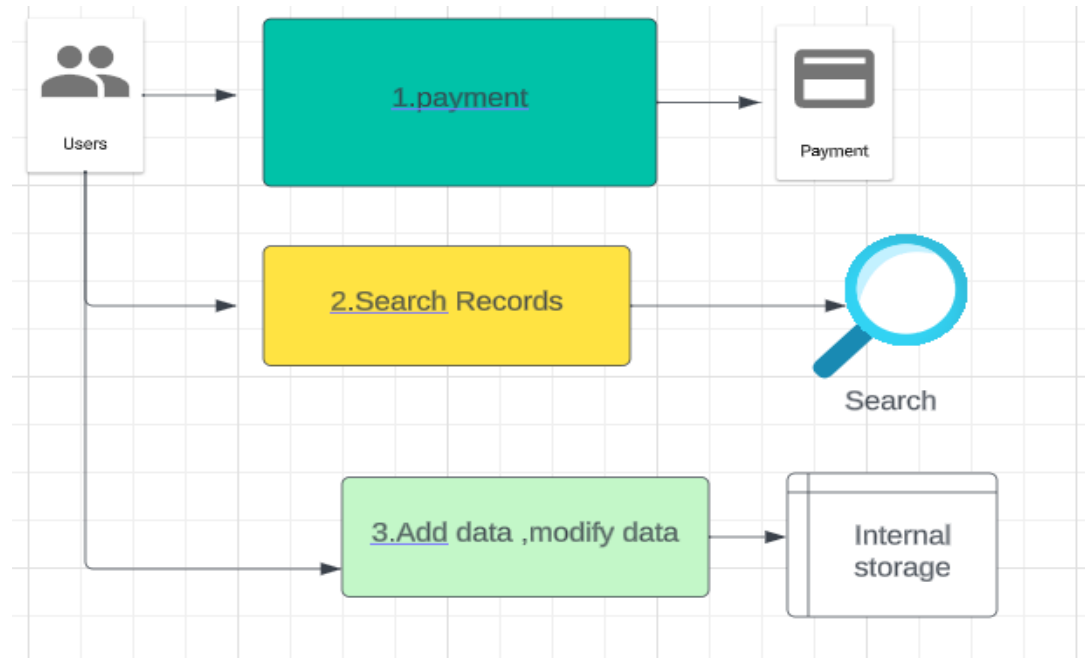 1.payment
Users
Payment
2.Search Records
Search
3.Add data ,modify data
Internal
storage